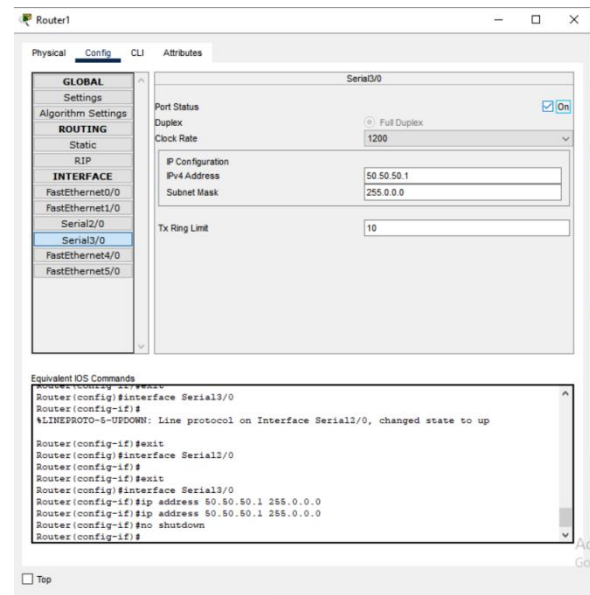 Router1
Physical Config CLI Attributes
GLOBAL
Settings
Algorithm Settings
ROUTING
Static
RIP
INTERFACE
FastEthernet0/0
FastEthernet1/0
Serial2/0
Serial3/0
FastEthernet4/0
FastEthernet5/0
Serial3/0
Port Status On
Duplex Full Duplex
Clock Rate 1200
IP Configuration
IPv4 Address 50.50.50.1
Subnet Mask 255.0.0.0
Tx Ring Limit 10
Equivalent IOS Commands
Router(config-if)#exit
Router(config)#interface Serial3/0
Router(config-if)#
%LINEPROTO-5-UPDOWN: Line protocol on Interface Serial2/0, changed state to up
Router(config-if)#exit
Router(config)#interface Serial2/0
Router(config-if)#
Router(config-if)#exit
Router(config)#interface Serial3/0
Router(config-if)#ip address 50.50.50.1 255.0.0.0
Router(config-if)#ip address 50.50.50.1 255.0.0.0
Router(config-if)#no shutdown
Router(config-if)#
Top